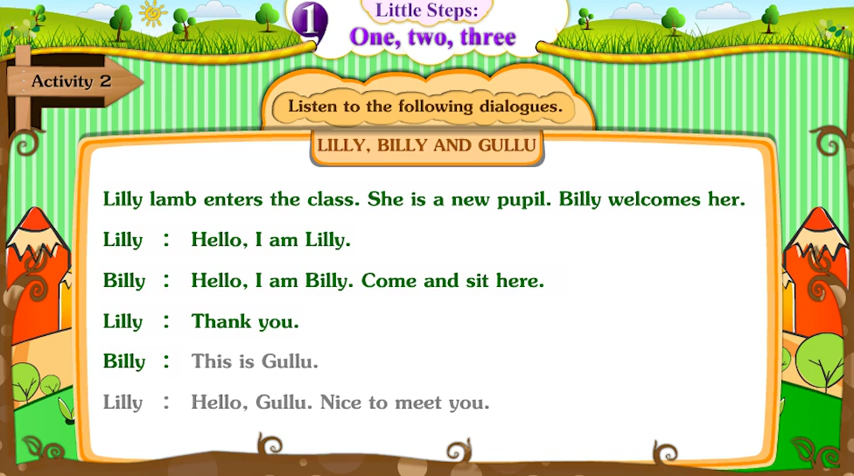 1
Little Steps:
One, two, three
Activity 2
Listen to the following dialogues.
LILLY, BILLY AND GULLU
Lilly lamb enters the class. She is a new pupil. Billy welcomes her.
Lilly : Hello, I am Lilly.
Billy : Hello, I am Billy. Come and sit here.
Lilly : Thank you.
Billy : This is Gullu.
Lilly : Hello, Gullu. Nice to meet you.